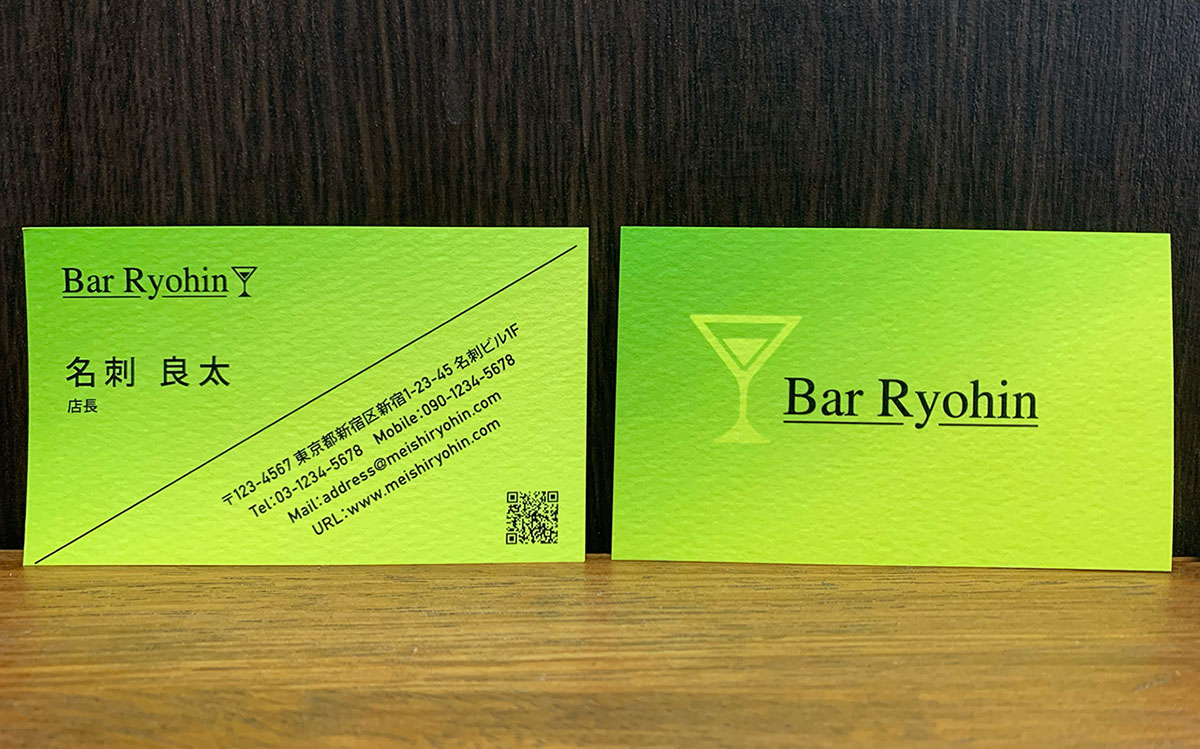 Bar Ryohin
名刺 良太
店長
〒123-4567 東京都新宿区新宿1-23-45 名刺ビル1F
Tel:03-1234-5678 Mobile:090-1234-5678
Mail:address@meishiryohin.com
URL:www.meishiryohin.com
Bar Ryohin